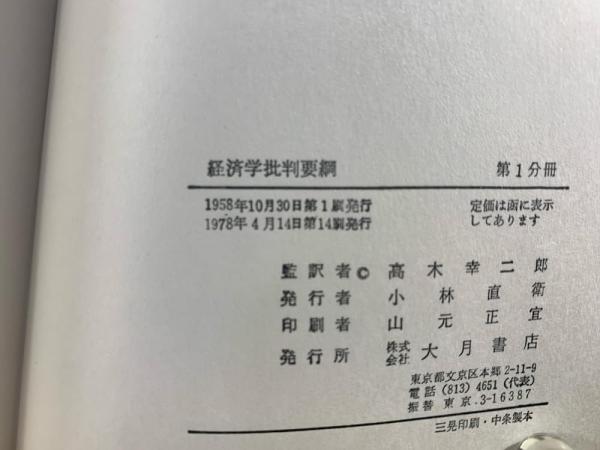 経済学批判要綱 第1分冊
1958年10月30日第1刷発行 定価は函に表示
1978年4月14日第14刷発行 してあります
監訳者© 高木幸二郎
発行者 小林直衛
印刷者 山元正宜
発行所 株式会社 大月書店
東京都文京区本郷2-11-9
電話(813)4651(代表)
振替東京.3-16387
三晃印刷・中条製本